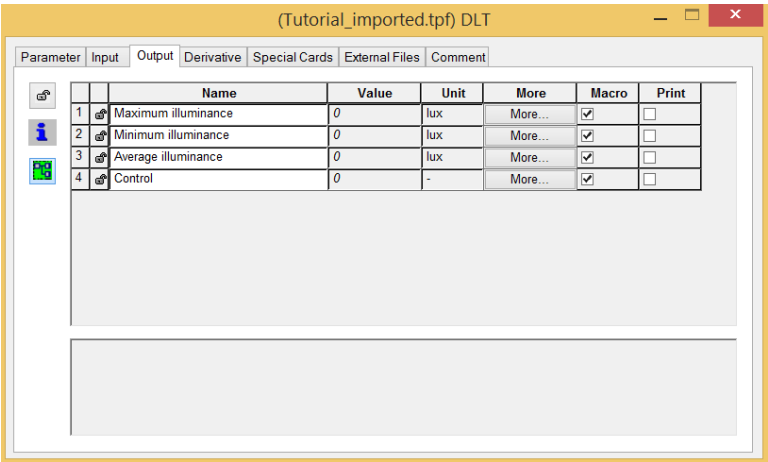 (Tutorial_imported.tpf) DLT
Parameter Input Output Derivative Special Cards External Files Comment
Name Value Unit More Macro Print
1 Maximum illuminance 0 lux More...
2 Minimum illuminance 0 lux More...
3 Average illuminance 0 lux More...
4 Control 0 - More...